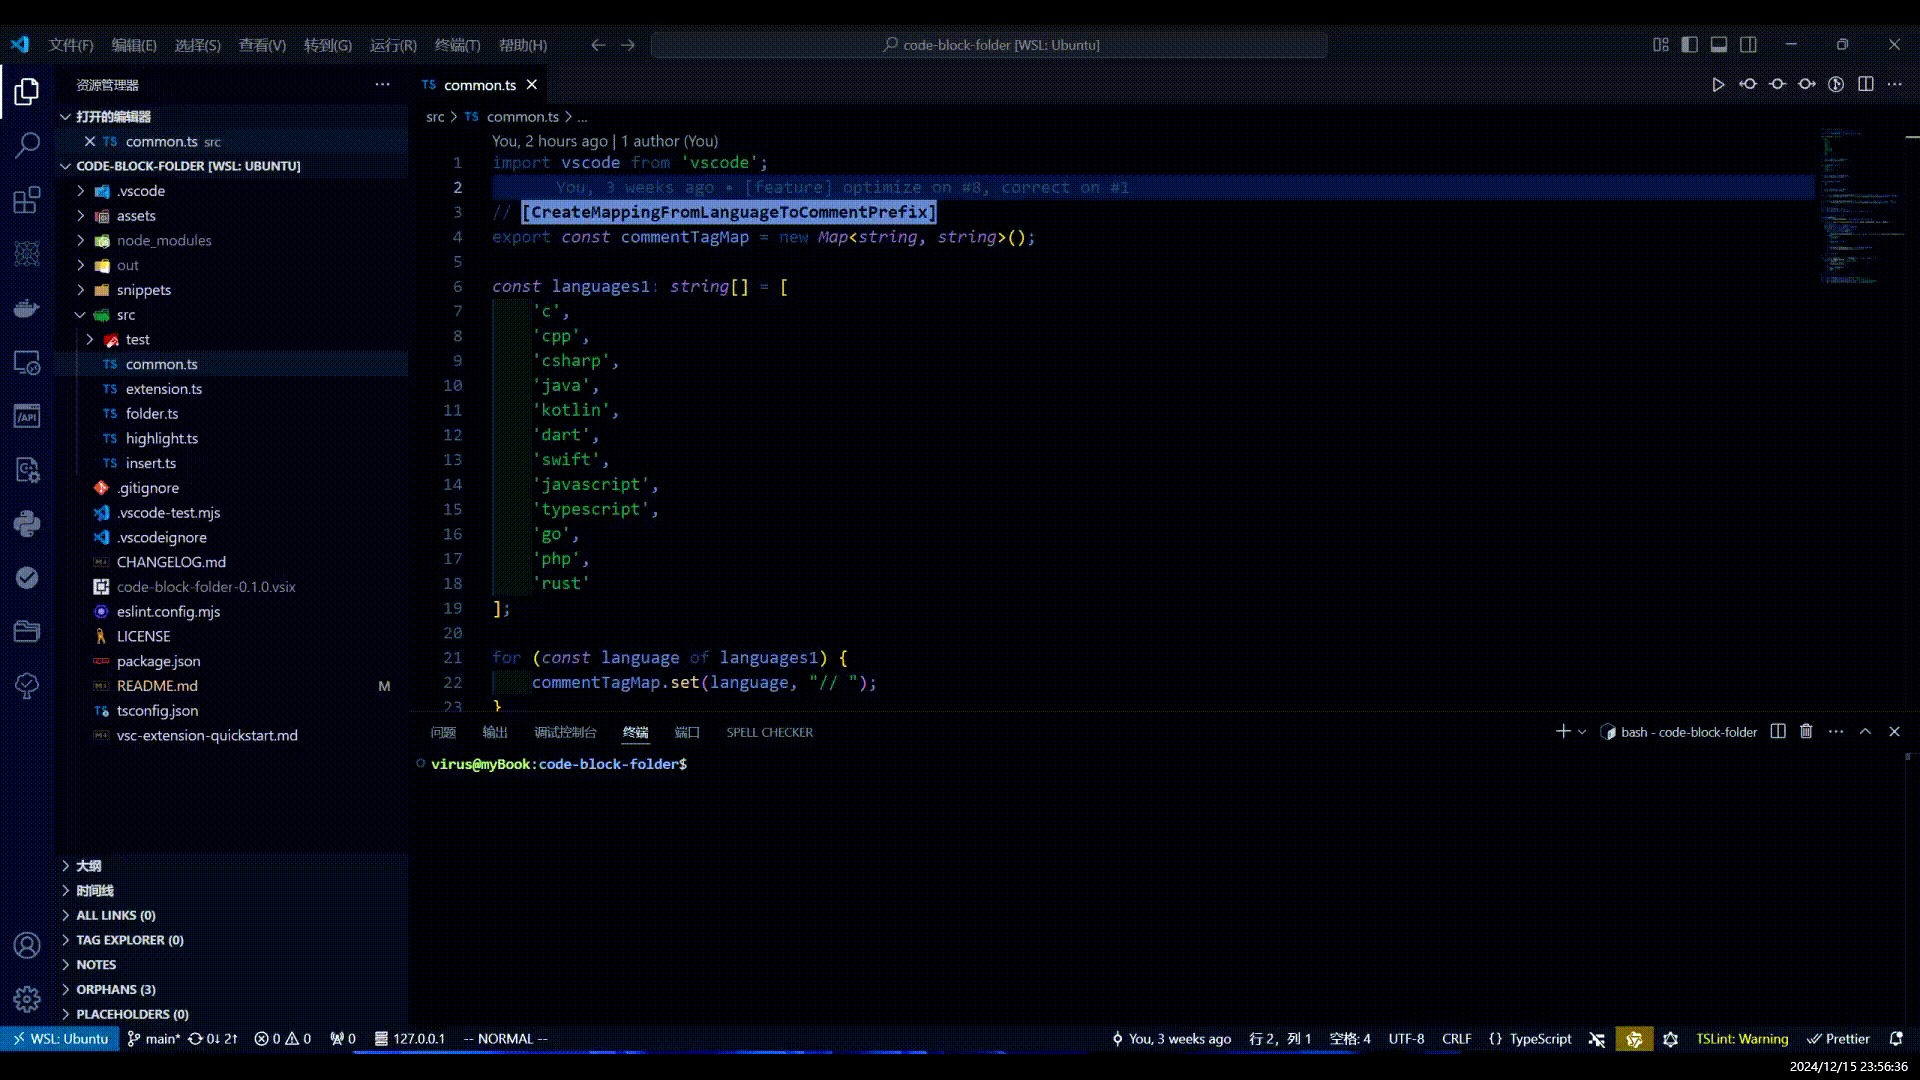 文件(F) 编辑(E) 选择(S) 查看(V) 转到(G) 运行(R) 终端(T) 帮助(H)
code-block-folder [WSL: Ubuntu]
资源管理器
打开的编辑器
common.ts src
CODE-BLOCK-FOLDER [WSL: UBUNTU]
.vscode
assets
node_modules
out
snippets
src
test
TS common.ts
TS extension.ts
TS folder.ts
TS highlight.ts
TS insert.ts
.gitignore
.vscode-test.mjs
.vscodeignore
CHANGELOG.md
code-block-folder-0.1.0.vsix
eslint.config.mjs
LICENSE
package.json
README.md M
tsconfig.json
vsc-extension-quickstart.md
大纲
时间线
ALL LINKS (0)
TAG EXPLORER (0)
NOTES
ORPHANS (3)
PLACEHOLDERS (0)
TS common.ts
src > TS common.ts > ...
You, 2 hours ago | 1 author (You)
1 import vscode from 'vscode';
2 You, 3 weeks ago • [feature] optimize on #8, correct on #1
3 // [CreateMappingFromLanguageToCommentPrefix]
4 export const commentTagMap = new Map<string, string>();
5
6 const languages1: string[] = [
7 'c',
8 'cpp',
9 'csharp',
10 'java',
11 'kotlin',
12 'dart',
13 'swift',
14 'javascript',
15 'typescript',
16 'go',
17 'php',
18 'rust'
19 ];
20
21 for (const language of languages1) {
22 commentTagMap.set(language, "// ");
23 }
问题 输出 调试控制台 终端 端口 SPELL CHECKER
bash - code-block-folder
virus@myBook:code-block-folder$
WSL: Ubuntu main* 0↓ 2↑ 0 0 0 127.0.0.1 -- NORMAL --
You, 3 weeks ago 行 2，列 1 空格: 4 UTF-8 CRLF {} TypeScript TSLint: Warning Prettier
2024/12/15 23:56:36